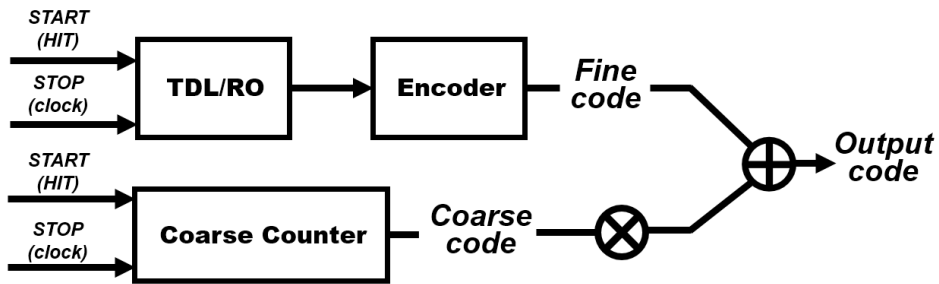 START
(HIT)
STOP
(clock)
TDL/RO
Encoder
Fine
code
START
(HIT)
STOP
(clock)
Coarse Counter
Coarse
code
Output
code